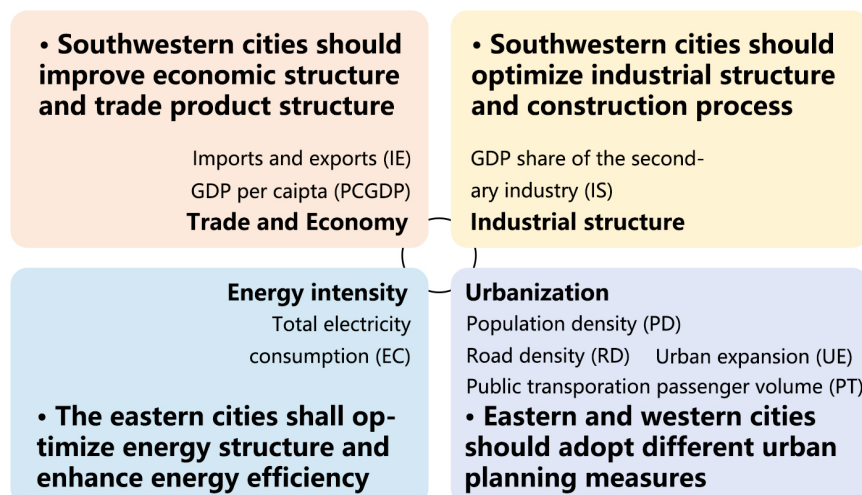 • Southwestern cities should
improve economic structure
and trade product structure
Imports and exports (IE)
GDP per caipta (PCGDP)
Trade and Economy
• Southwestern cities should
optimize industrial structure
and construction process
GDP share of the second-
ary industry (IS)
Industrial structure
Energy intensity
Total electricity
consumption (EC)
• The eastern cities shall op-
timize energy structure and
enhance energy efficiency
Urbanization
Population density (PD)
Road density (RD) Urban expansion (UE)
Public transporation passenger volume (PT)
• Eastern and western cities
should adopt different urban
planning measures